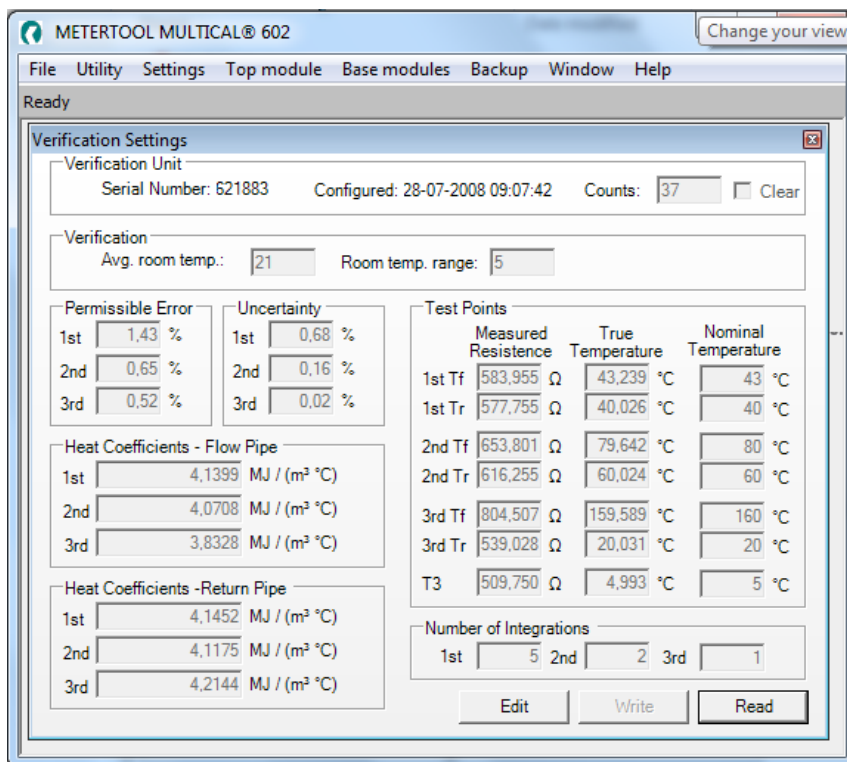 METERTOOL MULTICAL® 602
Change your view
File Utility Settings Top module Base modules Backup Window Help
Ready
Verification Settings
Verification Unit
Serial Number: 621883 Configured: 28-07-2008 09:07:42 Counts: 37 Clear
Verification
Avg. room temp.: 21 Room temp. range: 5
Permissible Error
1st 1,43 %
2nd 0,65 %
3rd 0,52 %
Uncertainty
1st 0,68 %
2nd 0,16 %
3rd 0,02 %
Heat Coefficients - Flow Pipe
1st 4,1399 MJ / (m³ °C)
2nd 4,0708 MJ / (m³ °C)
3rd 3,8328 MJ / (m³ °C)
Heat Coefficients -Return Pipe
1st 4,1452 MJ / (m³ °C)
2nd 4,1175 MJ / (m³ °C)
3rd 4,2144 MJ / (m³ °C)
Test Points
Measured True Nominal
Resistence Temperature Temperature
1st Tf 583,955 Ω 43,239 °C 43 °C
1st Tr 577,755 Ω 40,026 °C 40 °C
2nd Tf 653,801 Ω 79,642 °C 80 °C
2nd Tr 616,255 Ω 60,024 °C 60 °C
3rd Tf 804,507 Ω 159,589 °C 160 °C
3rd Tr 539,028 Ω 20,031 °C 20 °C
T3 509,750 Ω 4,993 °C 5 °C
Number of Integrations
1st 5 2nd 2 3rd 1
Edit Write Read